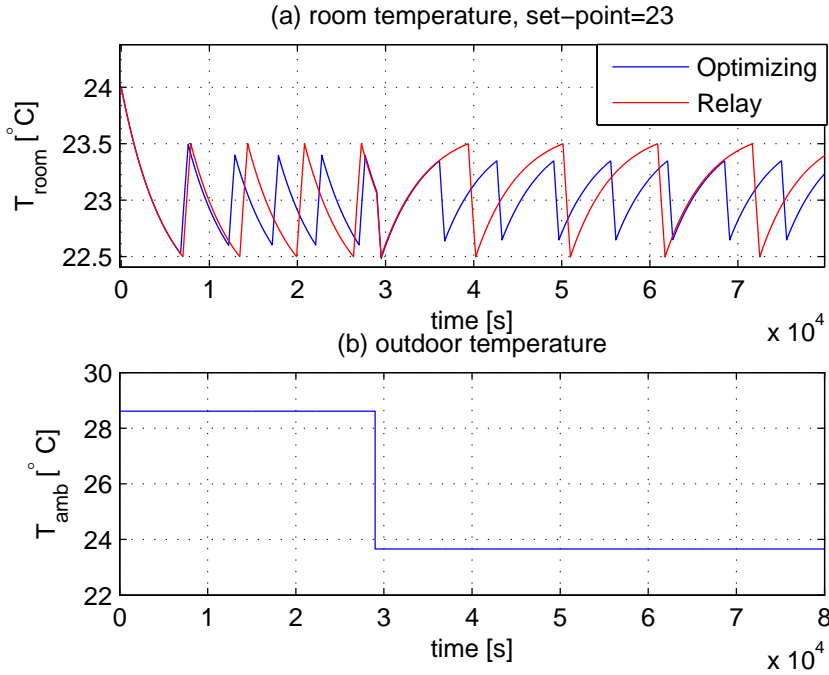 (a) room temperature, set−point=23
T_room [°C]
24
23.5
23
22.5
Optimizing
Relay
0 1 2 3 4 5 6 7 8
time [s]
x 10^4
(b) outdoor temperature
T_amb [° C]
30
28
26
24
22
0 1 2 3 4 5 6 7 8
time [s]
x 10^4